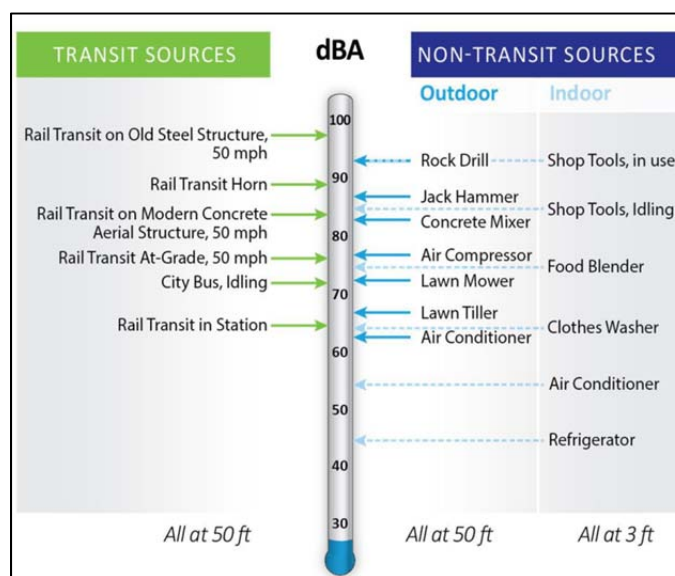 TRANSIT SOURCES
dBA
NON-TRANSIT SOURCES
Outdoor
Indoor
Rail Transit on Old Steel Structure,
50 mph
Rail Transit Horn
Rail Transit on Modern Concrete
Aerial Structure, 50 mph
Rail Transit At-Grade, 50 mph
City Bus, Idling
Rail Transit in Station
All at 50 ft
100
90
80
70
60
50
40
30
Rock Drill
Jack Hammer
Concrete Mixer
Air Compressor
Lawn Mower
Lawn Tiller
Air Conditioner
All at 50 ft
Shop Tools, in use
Shop Tools, Idling
Food Blender
Clothes Washer
Air Conditioner
Refrigerator
All at 3 ft